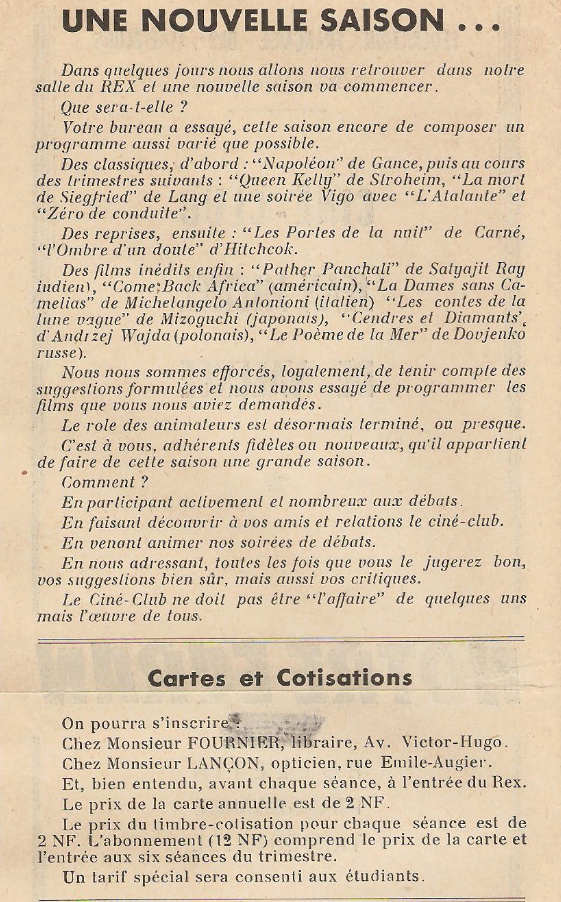 UNE NOUVELLE SAISON ...
Dans quelques jours nous allons nous retrouver dans notre
salle du REX et une nouvelle saison va commencer.
Que sera-t-elle ?
Votre bureau a essayé, cette saison encore de composer un
programme aussi varié que possible.
Des classiques, d'abord : "Napoléon" de Gance, puis au cours
des trimestres suivants : "Queen Kelly" de Stroheim, "La mort
de Siegfried" de Lang et une soirée Vigo avec "L'Atalante" et
"Zéro de conduite".
Des reprises, ensuite : "Les Portes de la nuit" de Carné,
"l'Ombre d'un doute" d'Hitchcok.
Des films inédits enfin : "Pather Panchali" de Satyajit Ray
indien), "Come Back Africa" (américain), "La Dames sans Ca-
melias" de Michelangelo Antonioni (italien) "Les contes de la
lune vague" de Mizoguchi (japonais), "Cendres et Diamants',
d'Andrzej Wajda (polonais), "Le Poème de la Mer" de Dovjenko
russe).
Nous nous sommes efforcés, loyalement, de tenir compte des
suggestions formulées et nous avons essayé de programmer les
films que vous nous aviez demandés.
Le role des animateurs est désormais terminé, ou presque.
C'est à vous, adhérents fidèles ou nouveaux, qu'il appartient
de faire de cette saison une grande saison.
Comment ?
En participant activement et nombreux aux débats.
En faisant découvrir à vos amis et relations le ciné-club.
En venant animer nos soirées de débats.
En nous adressant, toutes les fois que vous le jugerez bon,
vos suggestions bien sûr, mais aussi vos critiques.
Le Ciné-Club ne doit pas être "l'affaire" de quelques uns
mais l'œuvre de tous.
Cartes et Cotisations
On pourra s'inscrire :
Chez Monsieur FOURNIER, libraire, Av. Victor-Hugo.
Chez Monsieur LANÇON, opticien, rue Emile-Augier.
Et, bien entendu, avant chaque séance, à l'entrée du Rex.
Le prix de la carte annuelle est de 2 NF.
Le prix du timbre-cotisation pour chaque séance est de
2 NF. L'abonnement (12 NF) comprend le prix de la carte et
l'entrée aux six séances du trimestre.
Un tarif spécial sera consenti aux étudiants.